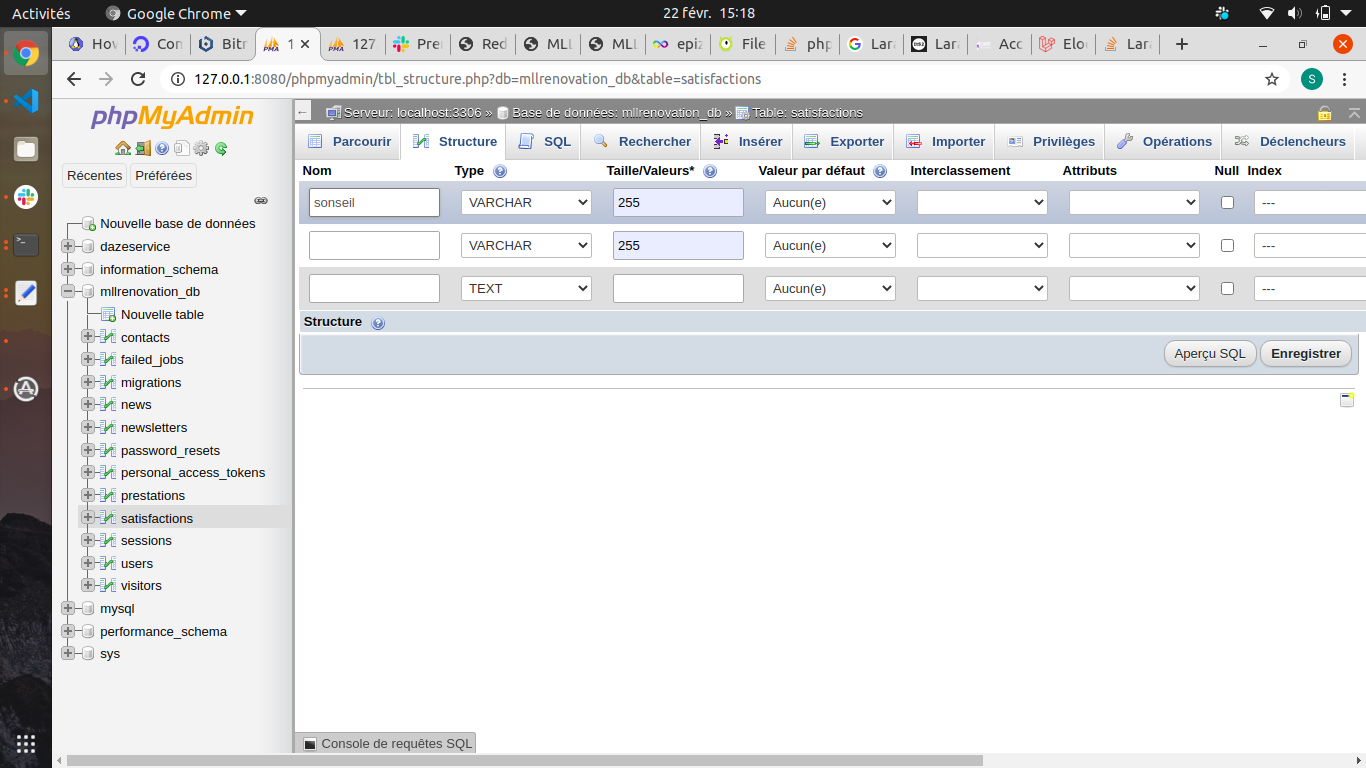 Activités Google Chrome 22 févr. 15:18
Hov Con Bitr 1 127 Pre Red MLL MLL epiz File php Lara Lara Acc Elo Lara
127.0.0.1:8080/phpmyadmin/tbl_structure.php?db=mllrenovation_db&table=satisfactions S
phpMyAdmin
Récentes Préférées
Nouvelle base de données
dazeservice
information_schema
mllrenovation_db
Nouvelle table
contacts
failed_jobs
migrations
news
newsletters
password_resets
personal_access_tokens
prestations
satisfactions
sessions
users
visitors
mysql
performance_schema
sys
Serveur: localhost:3306 » Base de données: mllrenovation_db » Table: satisfactions
Parcourir Structure SQL Rechercher Insérer Exporter Importer Privilèges Opérations Déclencheurs
Nom Type Taille/Valeurs* Valeur par défaut Interclassement Attributs Null Index
sonseil VARCHAR 255 Aucun(e) ---
VARCHAR 255 Aucun(e) ---
TEXT Aucun(e) ---
Structure
Aperçu SQL Enregistrer
Console de requêtes SQL